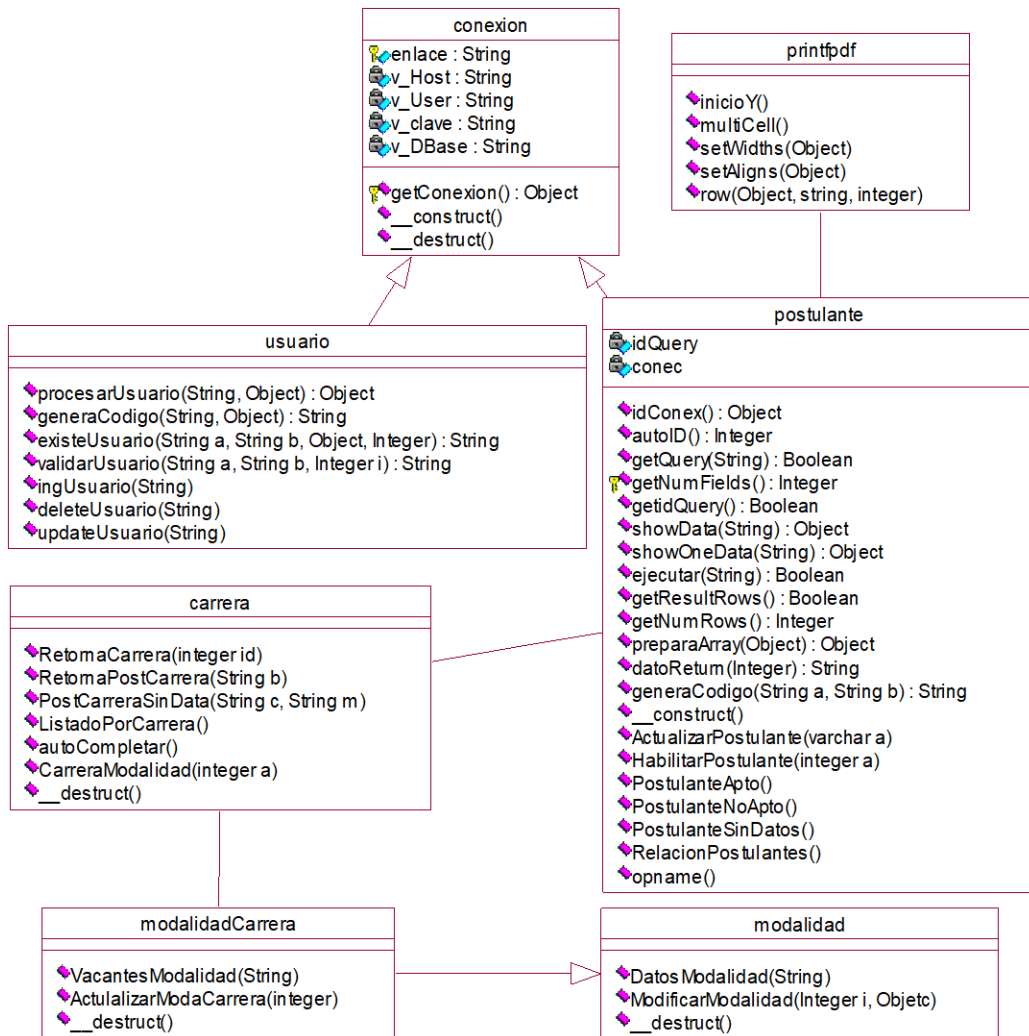 conexion
enlace : String
v_Host : String
v_User : String
v_clave : String
v_DBase : String
getConexion() : Object
__construct()
__destruct()
printfpdf
inicioY()
multiCell()
setWidths(Object)
setAligns(Object)
row(Object, string, integer)
usuario
procesarUsuario(String, Object) : Object
generaCodigo(String, Object) : String
existeUsuario(String a, String b, Object, Integer) : String
validarUsuario(String a, String b, Integer i) : String
ingUsuario(String)
deleteUsuario(String)
updateUsuario(String)
postulante
idQuery
conec
idConex() : Object
autoID() : Integer
getQuery(String) : Boolean
getNumFields() : Integer
getidQuery() : Boolean
showData(String) : Object
showOneData(String) : Object
ejecutar(String) : Boolean
getResultRows() : Boolean
getNumRows() : Integer
preparaArray(Object) : Object
datoReturn(Integer) : String
generaCodigo(String a, String b) : String
__construct()
ActualizarPostulante(varchar a)
HabilitarPostulante(integer a)
PostulanteApto()
PostulanteNoApto()
PostulanteSinDatos()
RelacionPostulantes()
opname()
carrera
RetornaCarrera(integer id)
RetornaPostCarrera(String b)
PostCarreraSinData(String c, String m)
ListadoPorCarrera()
autoCompletar()
CarreraModalidad(integer a)
__destruct()
modalidadCarrera
VacantesModalidad(String)
ActulalizarModaCarrera(integer)
__destruct()
modalidad
DatosModalidad(String)
ModificarModalidad(Integer i, Objetc)
__destruct()